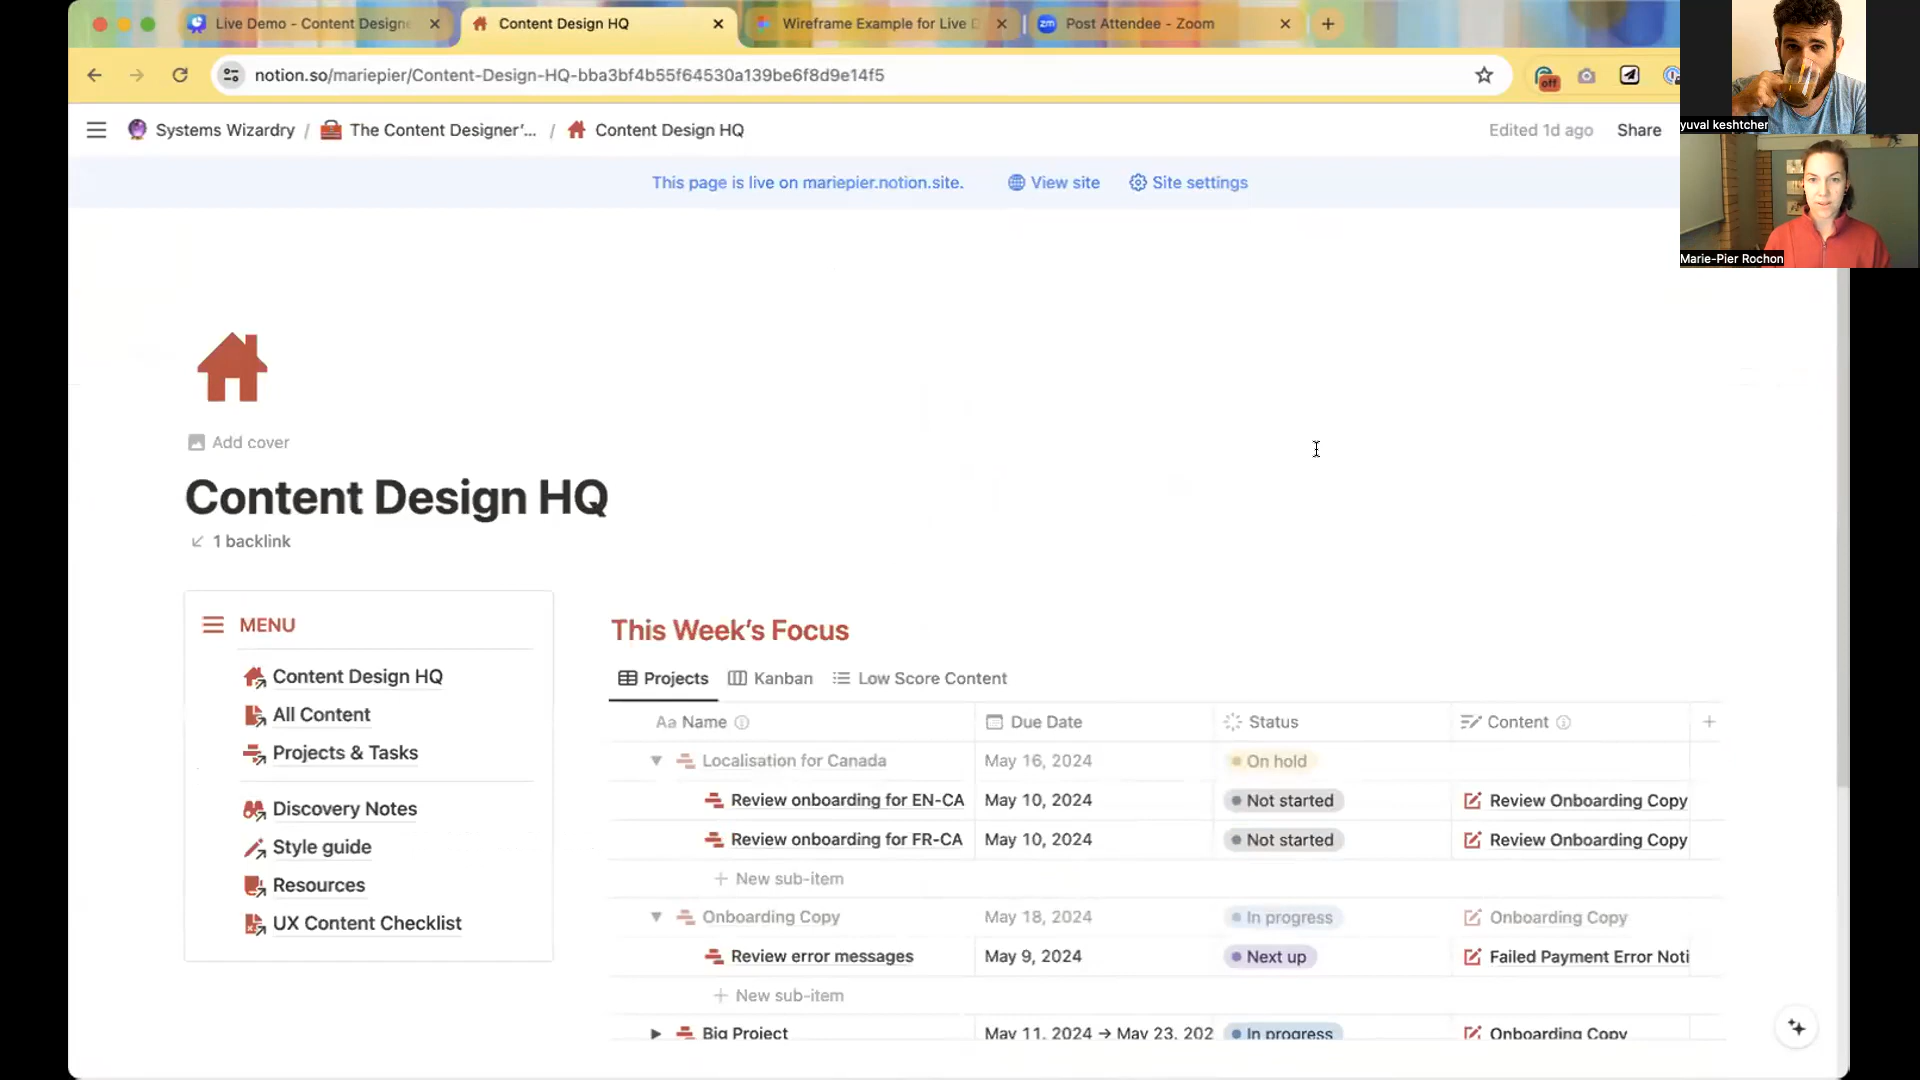 Live Demo - Content Designe
Content Design HQ
Wireframe Example for Live D
zm Post Attendee - Zoom
notion.so/mariepier/Content-Design-HQ-bba3bf4b55f64530a139be6f8d9e14f5
off
yuval keshtcher
Marie-Pier Rochon
Systems Wizardry / The Content Designer'... / Content Design HQ
Edited 1d ago Share
This page is live on mariepier.notion.site. View site Site settings
Add cover
Content Design HQ
1 backlink
MENU
Content Design HQ
All Content
Projects & Tasks
Discovery Notes
Style guide
Resources
UX Content Checklist
This Week's Focus
Projects Kanban Low Score Content
Aa Name Due Date Status Content
Localisation for Canada May 16, 2024 On hold
Review onboarding for EN-CA May 10, 2024 Not started Review Onboarding Copy
Review onboarding for FR-CA May 10, 2024 Not started Review Onboarding Copy
New sub-item
Onboarding Copy May 18, 2024 In progress Onboarding Copy
Review error messages May 9, 2024 Next up Failed Payment Error Noti
New sub-item
Big Project May 11, 2024 → May 23, 202 In progress Onboarding Copy